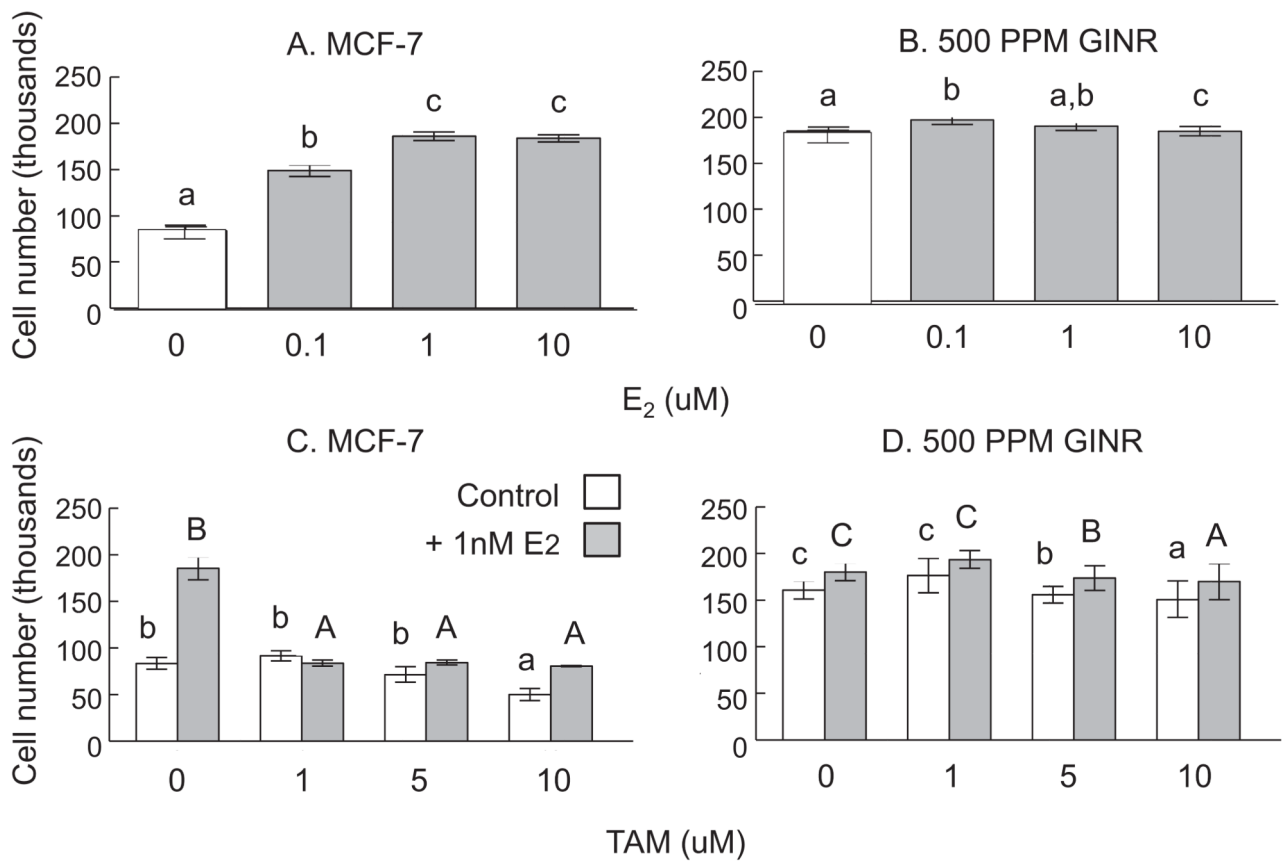 A. MCF-7
Cell number (thousands)
250
200
150
100
50
0
a
b
c
c
0 0.1 1 10
B. 500 PPM GINR
250
200
150
100
50
0
a
b
a,b
c
0 0.1 1 10
E₂ (uM)
C. MCF-7
Cell number (thousands)
250
200
150
100
50
0
Control
+ 1nM E2
b
B
b
A
b
A
a
A
0 1 5 10
D. 500 PPM GINR
250
200
150
100
50
0
c
C
c
C
b
B
a
A
0 1 5 10
TAM (uM)